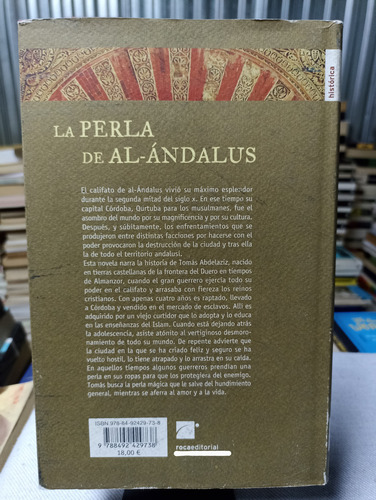 histórica
LA PERLA
DE AL-ÁNDALUS
El califato de al-Ándalus vivió su máximo esplendor
durante la segunda mitad del siglo X. En ese tiempo su
capital Córdoba, Qurtuba para los musulmanes, fue el
asombro del mundo por su magnificencia y por su cultura.
Después, y súbitamente, los enfrentamientos que se
produjeron entre distintas facciones por hacerse con el
poder provocaron la destrucción de la ciudad y tras ella
la de todo el territorio andalusí.
Esta novela narra la historia de Tomás Abdelaziz, nacido
en tierras castellanas de la frontera del Duero en tiempos
de Almanzor, cuando el gran guerrero ejercía todo su
poder en el califato y arrasaba con fiereza los reinos
cristianos. Con apenas cuatro años es raptado, llevado
a Córdoba y vendido en el mercado de esclavos. Allí es
adquirido por un viejo curtidor que lo adopta y lo educa
en las enseñanzas del Islam. Cuando está dejando atrás
la adolescencia, asiste atónito al vertiginoso desmoro-
namiento de todo su mundo. De repente advierte que
la ciudad en la que se ha criado feliz y seguro se ha
vuelto hostil, lo tiene atrapado y lo arrastra en su caída.
En aquellos tiempos algunos guerreros prendían una
perla en sus ropas para que los protegiera del enemigo.
Tomás busca la perla mágica que le salve del hundimiento
general, mientras se aferra al amor y a la vida.
ISBN: 978-84-92429-73-8
9 788492 429738
18,00 €
rocaeditorial